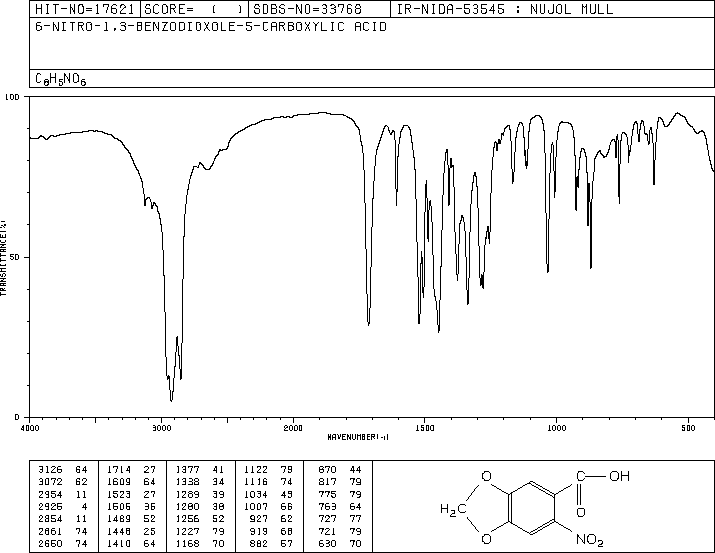 HIT-NO=17621 SCORE= ( ) SDBS-NO=33768 IR-NIDA-53545 : NUJOL MULL
6-NITRO-1,3-BENZODIOXOLE-5-CARBOXYLIC ACID
C8H5NO6
100
50
0
TRANSMITTANCE(%)
4000 3000 2000 1500 1000 500
WAVENUMBER(-1)
3126 64 1714 27 1377 41 1122 79 870 44
3072 62 1609 64 1338 34 1116 74 817 79
2954 11 1523 27 1289 39 1034 43 775 79
2925 4 1506 36 1280 38 1007 66 763 64
2854 11 1489 52 1256 52 927 62 727 77
2661 74 1448 25 1227 79 919 68 721 79
2650 74 1410 64 1168 70 882 57 630 70
O
C OH
H2C
O
O
NO2